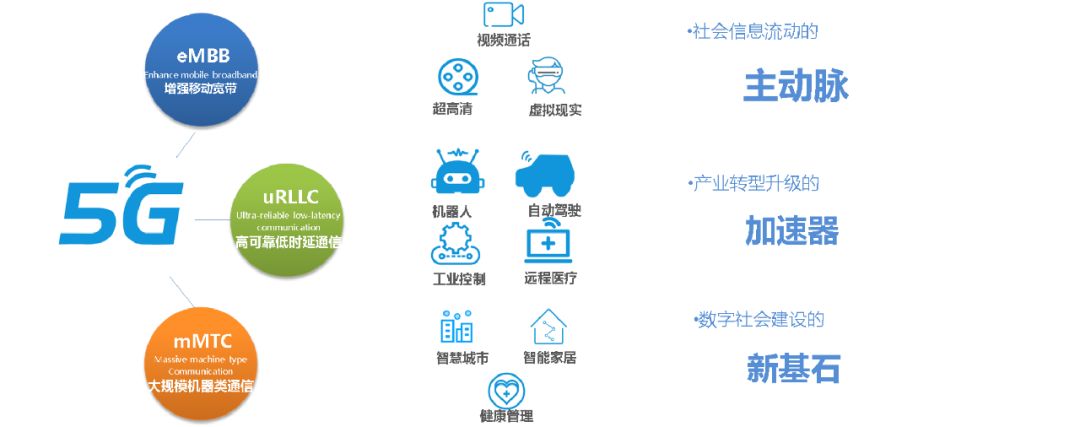 5G
eMBB
Enhance mobile broadband
增强移动宽带
uRLLC
Ultra-reliable low-latency
communication
高可靠低时延通信
mMTC
Massive machine type
Communication
大规模机器类通信
视频通话
超高清
虚拟现实
机器人
自动驾驶
工业控制
远程医疗
智慧城市
智能家居
健康管理
•社会信息流动的
主动脉
•产业转型升级的
加速器
•数字社会建设的
新基石